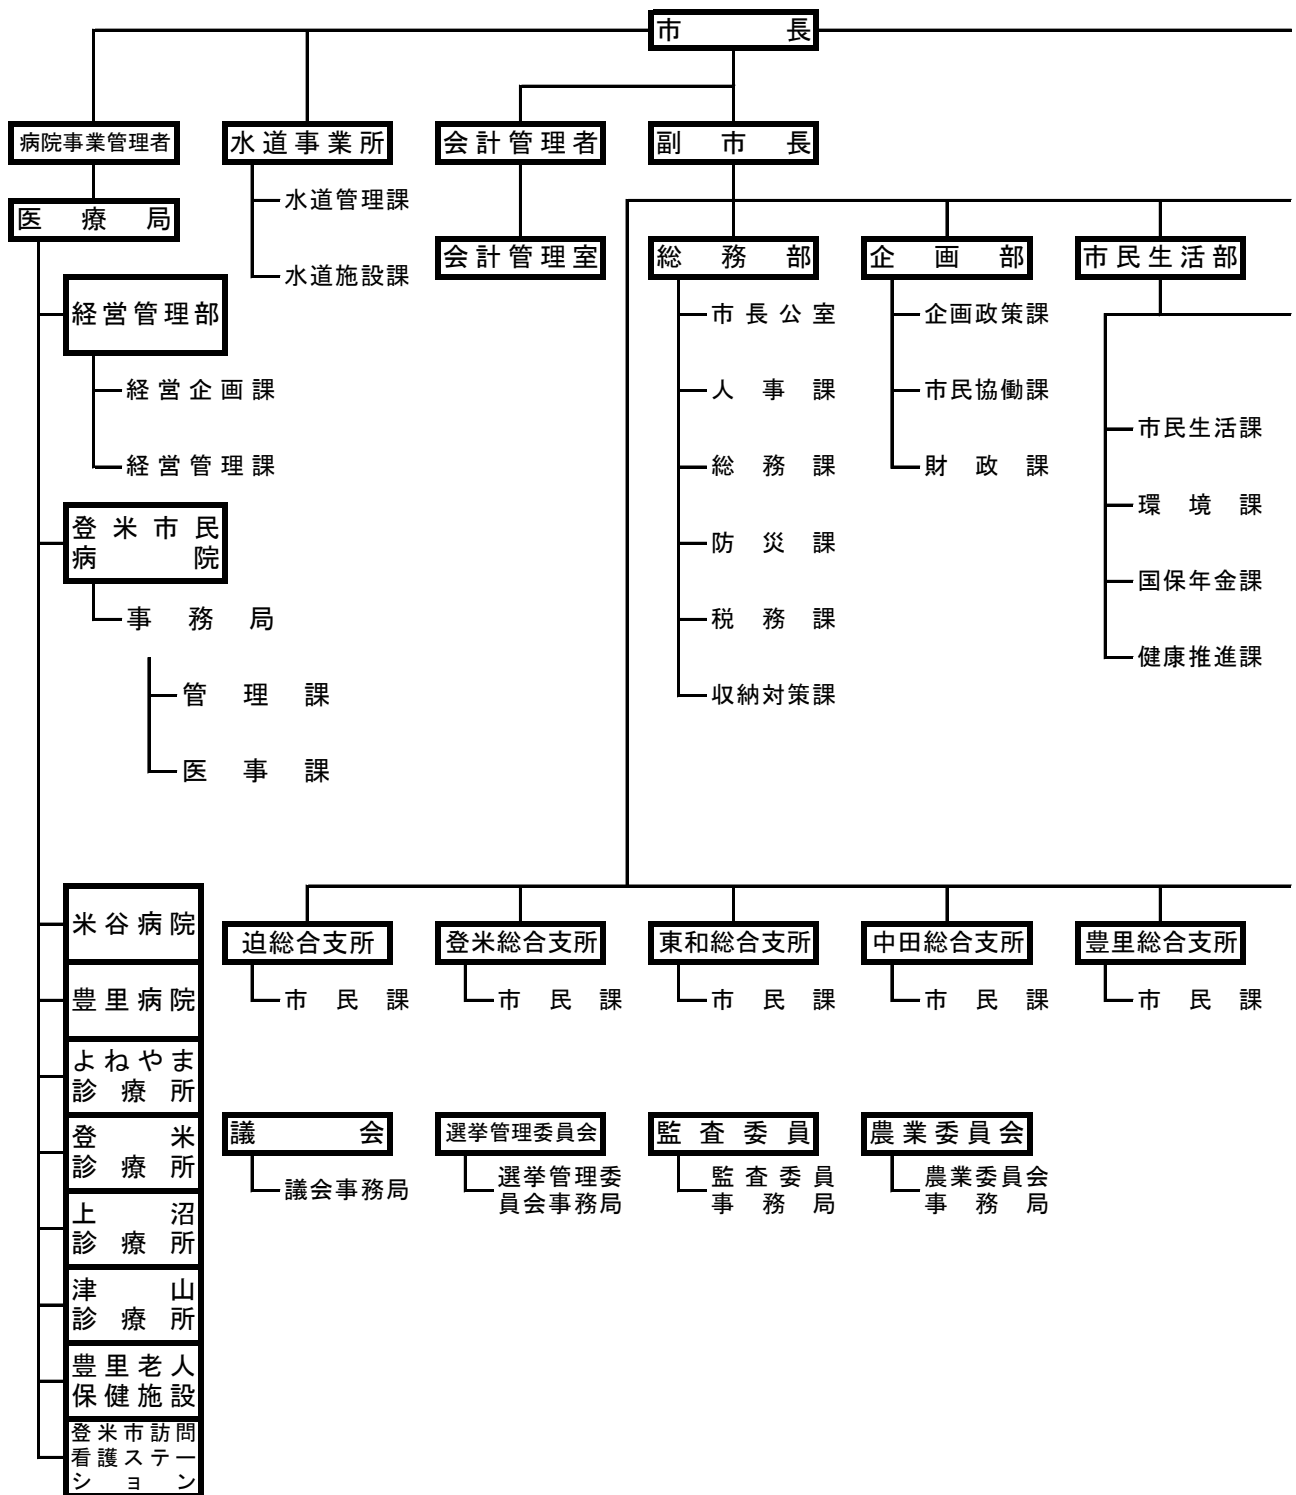 市長
病院事業管理者
水道事業所
会計管理者
副市長
医療局
水道管理課
水道施設課
会計管理室
総務部
企画部
市民生活部
経営管理部
経営企画課
経営管理課
市長公室
人事課
総務課
防災課
税務課
収納対策課
企画政策課
市民協働課
財政課
市民生活課
環境課
国保年金課
健康推進課
登米市民
病院
事務局
管理課
医事課
米谷病院
豊里病院
よねやま
診療所
登米
診療所
上沼
診療所
津山
診療所
豊里老人
保健施設
登米市訪問
看護ステー
ション
迫総合支所
登米総合支所
東和総合支所
中田総合支所
豊里総合支所
市民課
市民課
市民課
市民課
市民課
議会
選挙管理委員会
監査委員
農業委員会
議会事務局
選挙管理委
員会事務局
監査委員
事務局
農業委員会
事務局